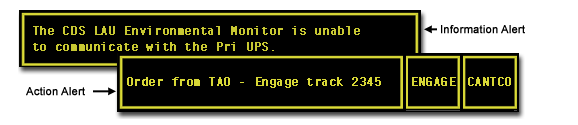 The CDS LAU Environmental Monitor is unable
to communicate with the Pri UPS.
Information Alert
Order from TAO - Engage track 2345
ENGAGE
CANTCO
Action Alert